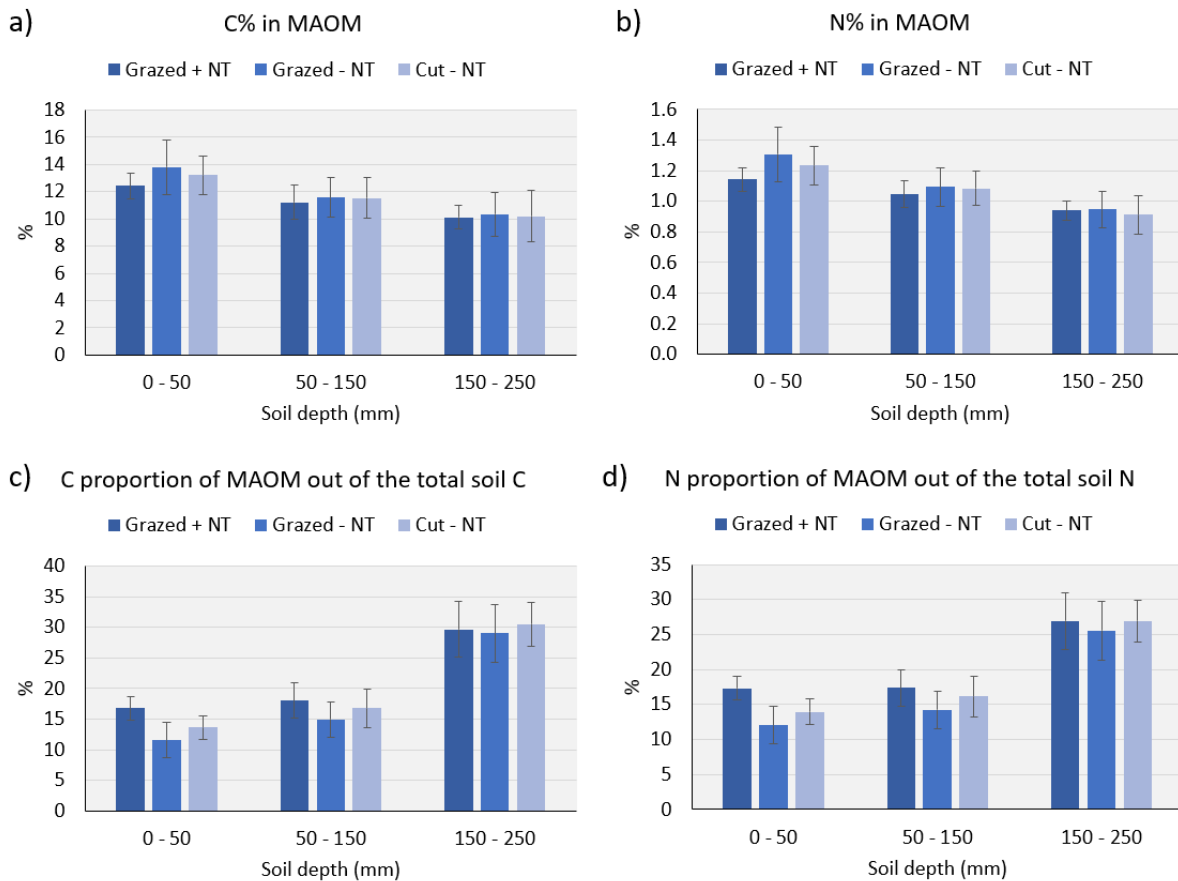 a) C% in MAOM
Grazed + NT Grazed - NT Cut - NT
18
16
14
12
10
8
6
4
2
0
%
0 - 50 50 - 150 150 - 250
Soil depth (mm)
b) N% in MAOM
Grazed + NT Grazed - NT Cut - NT
1.6
1.4
1.2
1.0
0.8
0.6
0.4
0.2
0.0
%
0 - 50 50 - 150 150 - 250
Soil depth (mm)
c) C proportion of MAOM out of the total soil C
Grazed + NT Grazed - NT Cut - NT
40
35
30
25
20
15
10
5
0
%
0 - 50 50 - 150 150 - 250
Soil depth (mm)
d) N proportion of MAOM out of the total soil N
Grazed + NT Grazed - NT Cut - NT
35
30
25
20
15
10
5
0
%
0 - 50 50 - 150 150 - 250
Soil depth (mm)